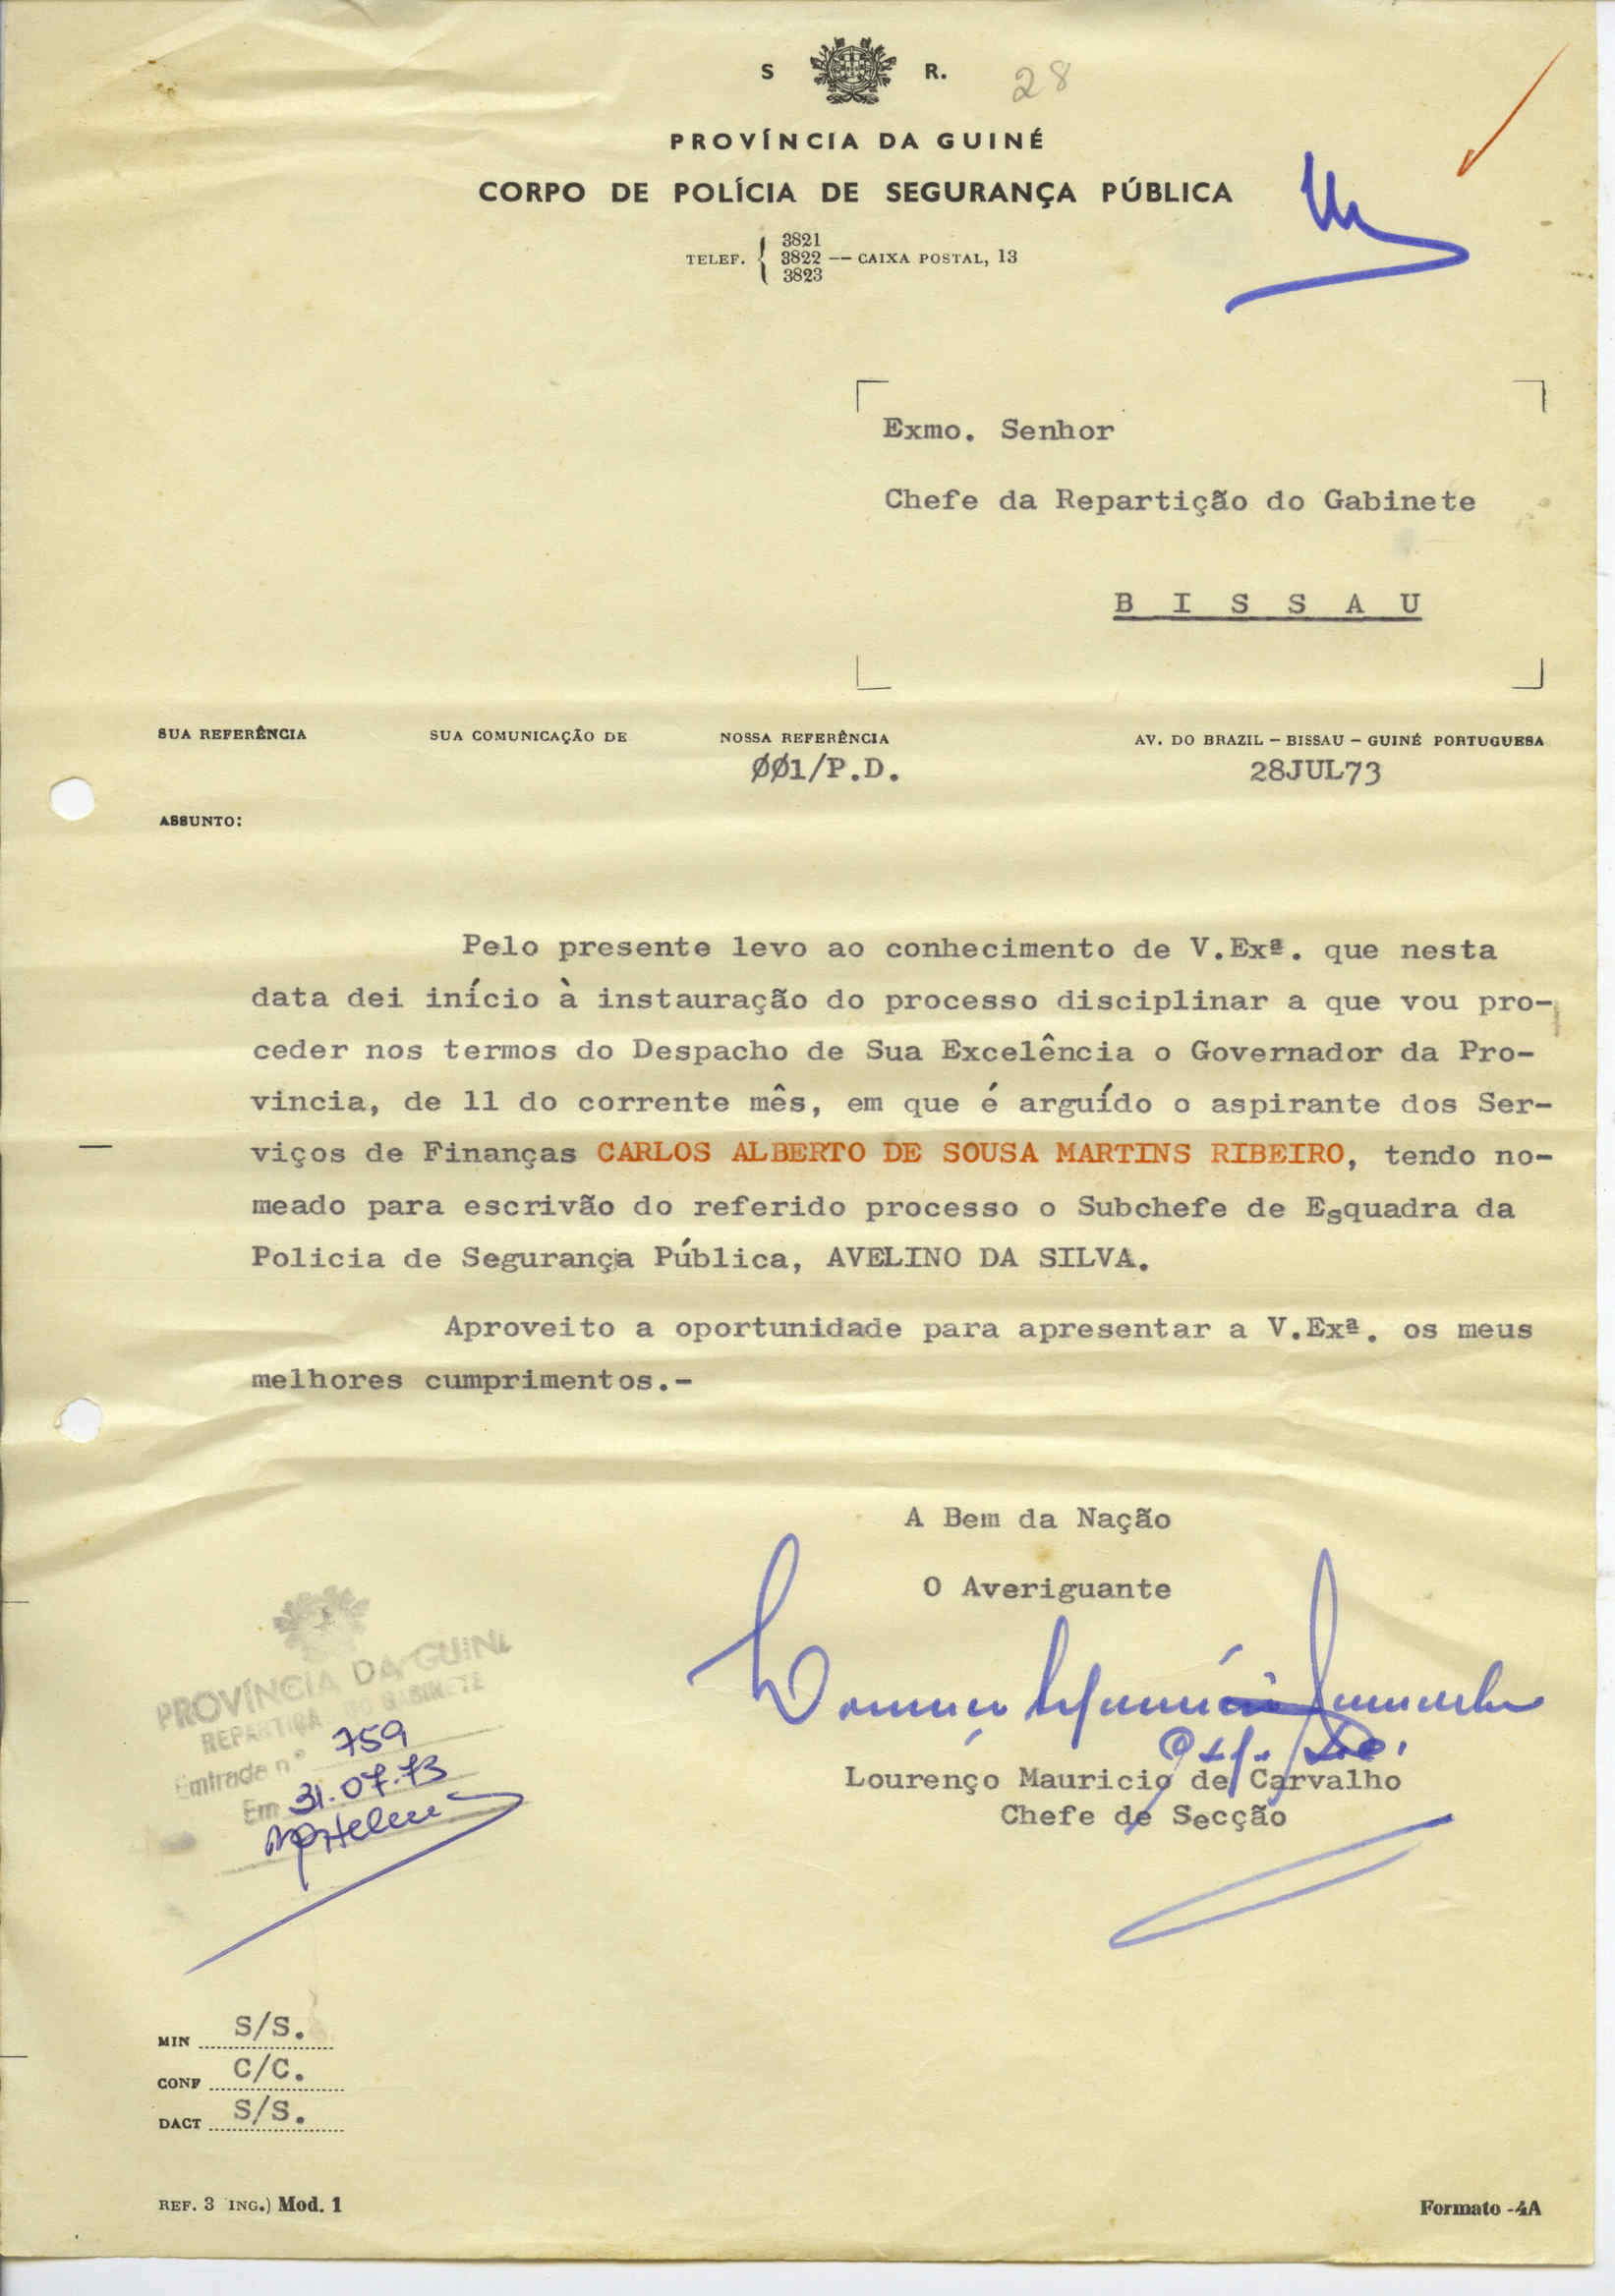 S R. 28
PROVÍNCIA DA GUINÉ
CORPO DE POLÍCIA DE SEGURANÇA PÚBLICA
3821
TELEF. { 3822 — CAIXA POSTAL, 13
3823
Exmo. Senhor
Chefe da Repartição do Gabinete
B I S S A U
SUA REFERÊNCIA SUA COMUNICAÇÃO DE NOSSA REFERÊNCIA AV. DO BRAZIL – BISSAU – GUINÉ PORTUGUESA
ØØ1/P.D. 28JUL73
ASSUNTO:
Pelo presente levo ao conhecimento de V.Exª. que nesta
data dei início à instauração do processo disciplinar a que vou pro-
ceder nos termos do Despacho de Sua Excelência o Governador da Pro-
vincia, de 11 do corrente mês, em que é arguído o aspirante dos Ser-
viços de Finanças CARLOS ALBERTO DE SOUSA MARTINS RIBEIRO, tendo no-
meado para escrivão do referido processo o Subchefe de Esquadra da
Policia de Segurança Pública, AVELINO DA SILVA.
Aproveito a oportunidade para apresentar a V.Exª. os meus
melhores cumprimentos.-
A Bem da Nação
O Averiguante
Lourenço Mauricio de Carvalho
Chefe de Secção
PROVÍNCIA DA GUINÉ
REPARTIÇÃO DO GABINETE
Entrada nº 759
Em 31.07.73
MIN S/S.
CONF C/C.
DACT S/S.
REF. 3 ING.) Mod. 1 Formato -4A